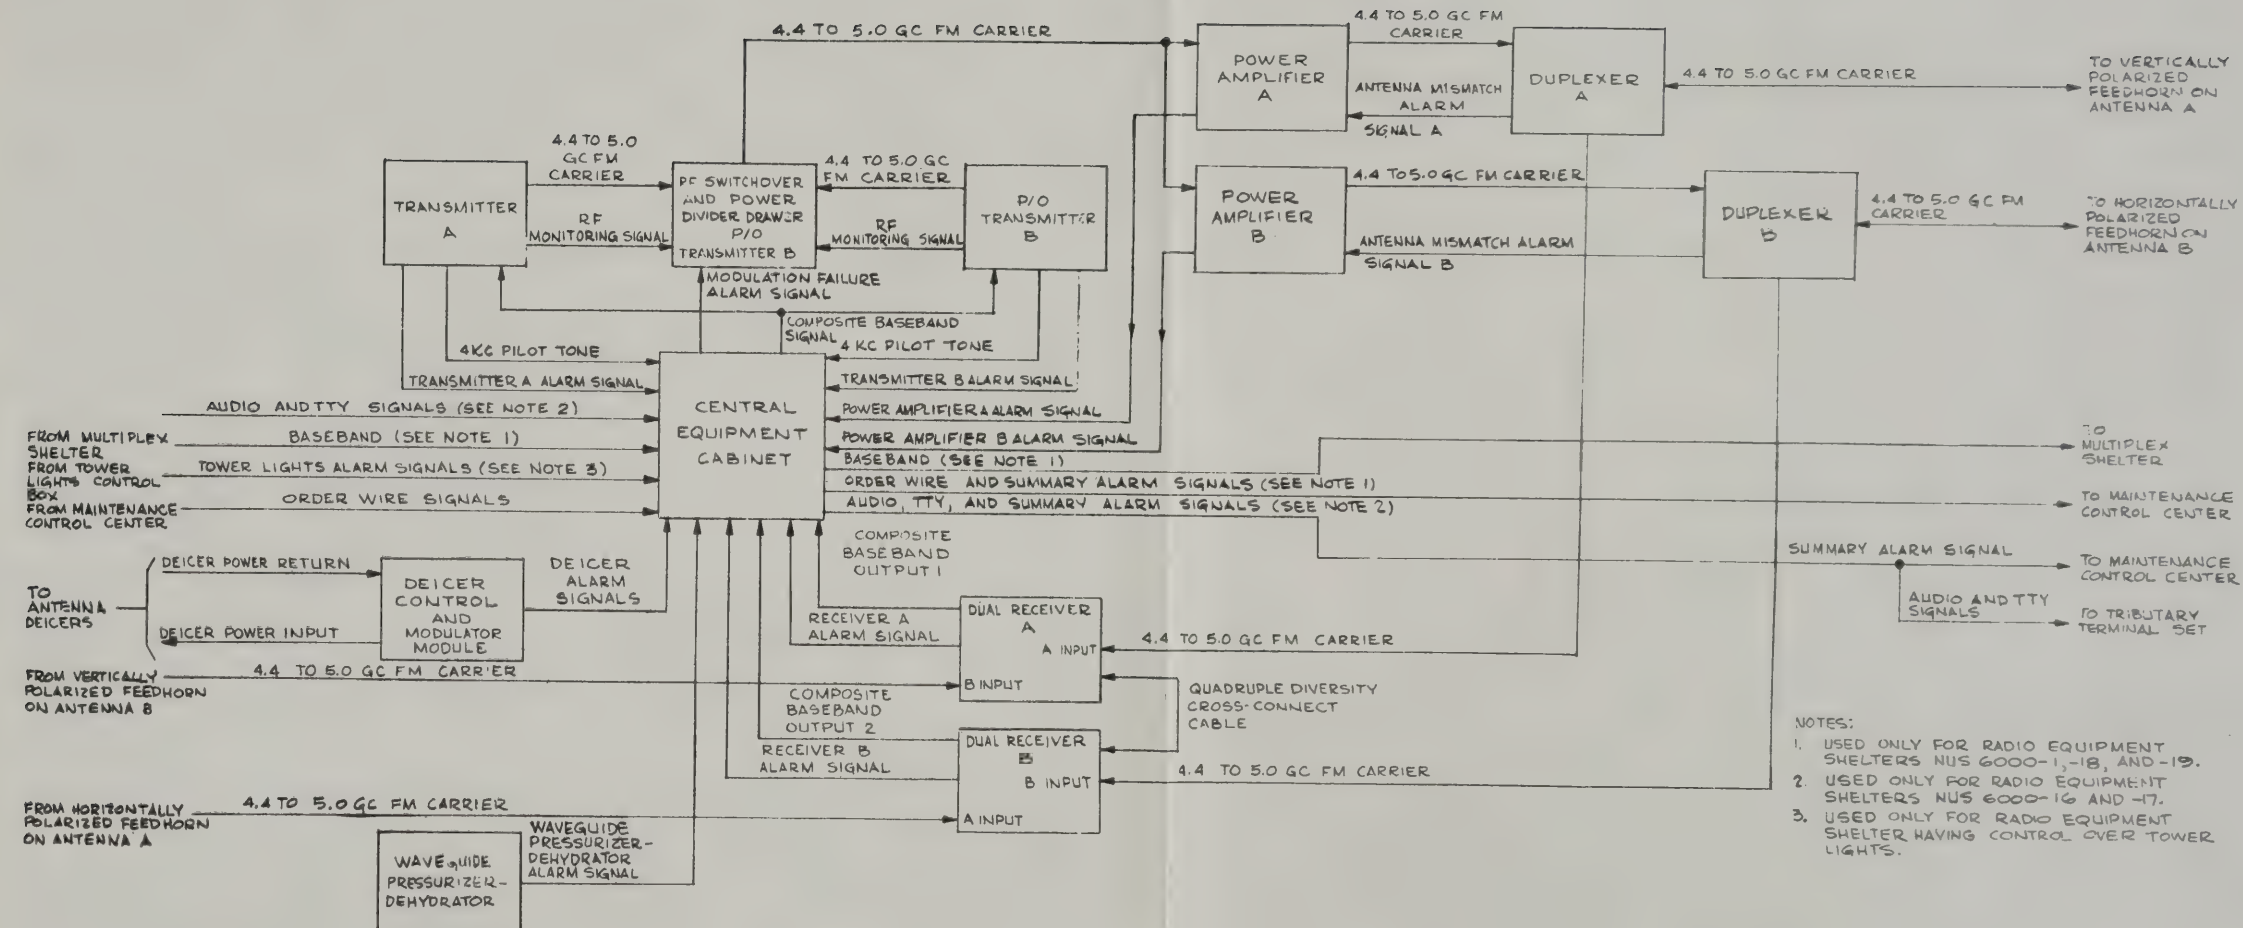 4.4 TO 5.0 GC FM CARRIER
4.4 TO 5.0 GC FM
CARRIER
POWER
AMPLIFIER
A
ANTENNA MISMATCH
ALARM
SIGNAL A
DUPLEXER
A
4.4 TO 5.0 GC FM CARRIER
TO VERTICALLY
POLARIZED
FEEDHORN ON
ANTENNA A
TRANSMITTER
A
4.4 TO 5.0
GC FM
CARRIER
RF
MONITORING SIGNAL
RF SWITCHOVER
AND POWER
DIVIDER DRAWER
P/O
TRANSMITTER B
4.4 TO 5.0 GC
FM CARRIER
RF
MONITORING SIGNAL
P/O
TRANSMITTER
B
POWER
AMPLIFIER
B
4.4 TO 5.0 GC FM CARRIER
ANTENNA MISMATCH ALARM
SIGNAL B
DUPLEXER
B
4.4 TO 5.0 GC FM
CARRIER
TO HORIZONTALLY
POLARIZED
FEEDHORN ON
ANTENNA B
MODULATION FAILURE
ALARM SIGNAL
COMPOSITE BASEBAND
SIGNAL
4KC PILOT TONE
4 KC PILOT TONE
TRANSMITTER A ALARM SIGNAL
TRANSMITTER B ALARM SIGNAL
CENTRAL
EQUIPMENT
CABINET
AUDIO AND TTY SIGNALS (SEE NOTE 2)
FROM MULTIPLEX
SHELTER
BASEBAND (SEE NOTE 1)
FROM TOWER
LIGHTS CONTROL
BOX
TOWER LIGHTS ALARM SIGNALS (SEE NOTE 3)
FROM MAINTENANCE
CONTROL CENTER
ORDER WIRE SIGNALS
POWER AMPLIFIER A ALARM SIGNAL
POWER AMPLIFIER B ALARM SIGNAL
BASEBAND (SEE NOTE 1)
ORDER WIRE AND SUMMARY ALARM SIGNALS (SEE NOTE 1)
AUDIO, TTY, AND SUMMARY ALARM SIGNALS (SEE NOTE 2)
TO
MULTIPLEX
SHELTER
TO MAINTENANCE
CONTROL CENTER
SUMMARY ALARM SIGNAL
TO MAINTENANCE
CONTROL CENTER
AUDIO AND TTY
SIGNALS
TO TRIBUTARY
TERMINAL SET
TO
ANTENNA
DEICERS
DEICER POWER RETURN
DEICER POWER INPUT
DEICER
CONTROL
AND
MODULATOR
MODULE
DEICER
ALARM
SIGNALS
COMPOSITE
BASEBAND
OUTPUT 1
RECEIVER A
ALARM SIGNAL
DUAL RECEIVER
A
A INPUT
B INPUT
4.4 TO 5.0 GC FM CARRIER
FROM VERTICALLY
POLARIZED FEEDHORN
ON ANTENNA B
4.4 TO 5.0 GC FM CARRIER
COMPOSITE
BASEBAND
OUTPUT 2
RECEIVER B
ALARM SIGNAL
QUADRUPLE DIVERSITY
CROSS-CONNECT
CABLE
DUAL RECEIVER
B
B INPUT
A INPUT
4.4 TO 5.0 GC FM CARRIER
FROM HORIZONTALLY
POLARIZED FEEDHORN
ON ANTENNA A
4.4 TO 5.0 GC FM CARRIER
WAVEGUIDE
PRESSURIZER-
DEHYDRATOR
WAVEGUIDE
PRESSURIZER-
DEHYDRATOR
ALARM SIGNAL
NOTES:
1. USED ONLY FOR RADIO EQUIPMENT
SHELTERS NUS 6000-1,-18, AND -19.
2. USED ONLY FOR RADIO EQUIPMENT
SHELTERS NUS 6000-16 AND -17.
3. USED ONLY FOR RADIO EQUIPMENT
SHELTER HAVING CONTROL OVER TOWER
LIGHTS.